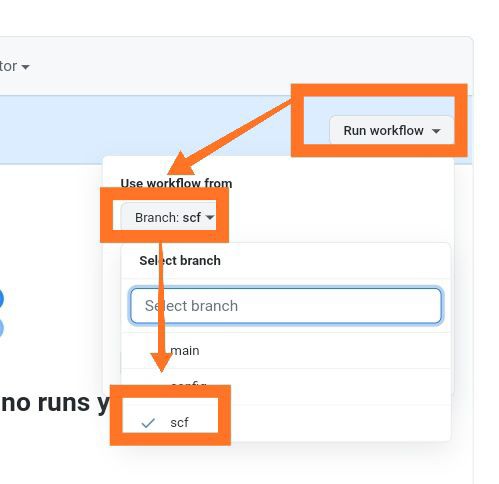 tor
Run workflow
Use workflow from
Branch: scf
Select branch
Select branch
main
config
no runs y
scf